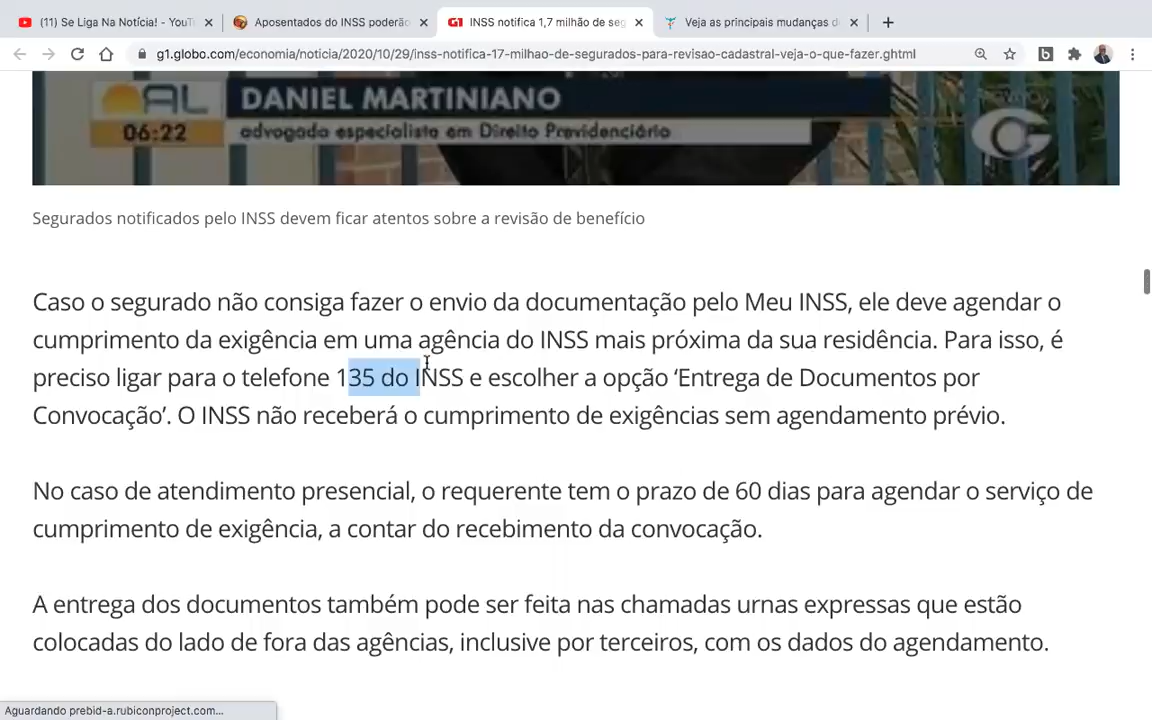 (11) Se Liga Na Notícia! - YouT
Aposentados do INSS poderão
G1 INSS notifica 1,7 milhão de seg
Veja as principais mudanças d
g1.globo.com/economia/noticia/2020/10/29/inss-notifica-17-milhao-de-segurados-para-revisao-cadastral-veja-o-que-fazer.ghtml
AL
DANIEL MARTINIANO
06:22
advogado especialista em Direito Previdenciário
Segurados notificados pelo INSS devem ficar atentos sobre a revisão de benefício
Caso o segurado não consiga fazer o envio da documentação pelo Meu INSS, ele deve agendar o
cumprimento da exigência em uma agência do INSS mais próxima da sua residência. Para isso, é
preciso ligar para o telefone 135 do INSS e escolher a opção ‘Entrega de Documentos por
Convocação’. O INSS não receberá o cumprimento de exigências sem agendamento prévio.
No caso de atendimento presencial, o requerente tem o prazo de 60 dias para agendar o serviço de
cumprimento de exigência, a contar do recebimento da convocação.
A entrega dos documentos também pode ser feita nas chamadas urnas expressas que estão
colocadas do lado de fora das agências, inclusive por terceiros, com os dados do agendamento.
Aguardando prebid-a.rubiconproject.com...